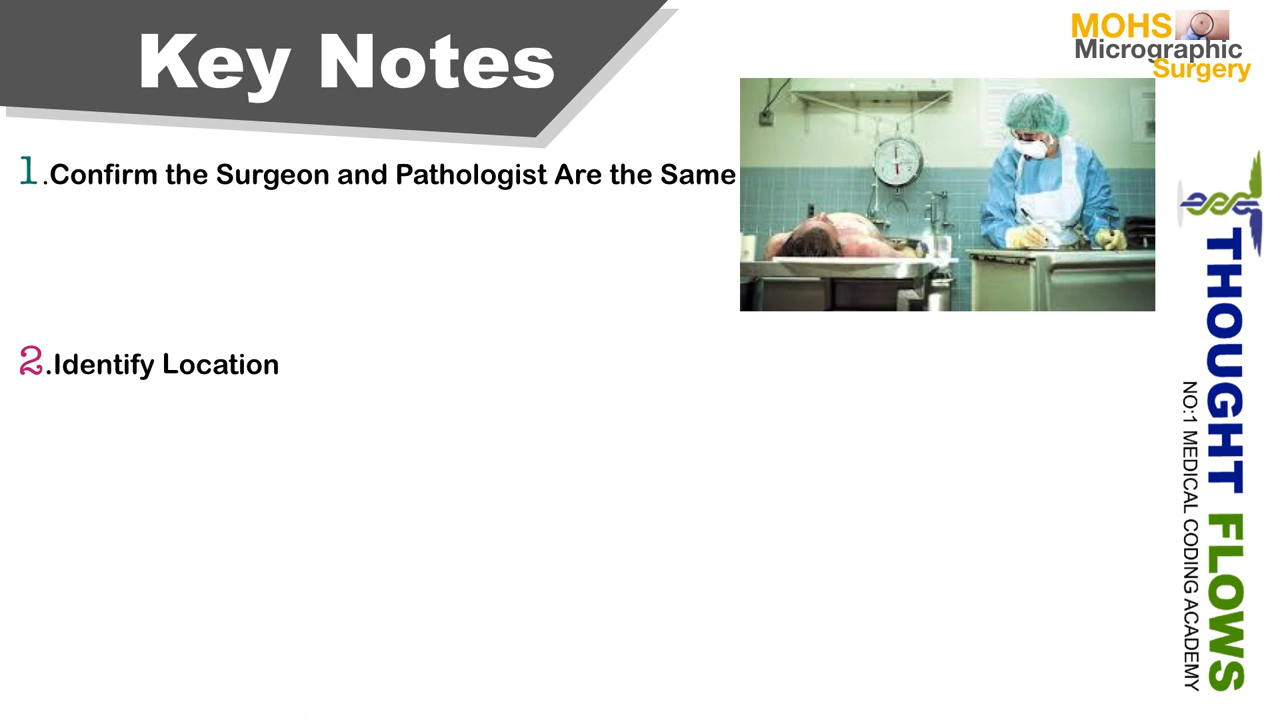 Key Notes
MOHS
Micrographic
Surgery
1.Confirm the Surgeon and Pathologist Are the Same
2.Identify Location
THOUGHT FLOWS
NO:1 MEDICAL CODING ACADEMY